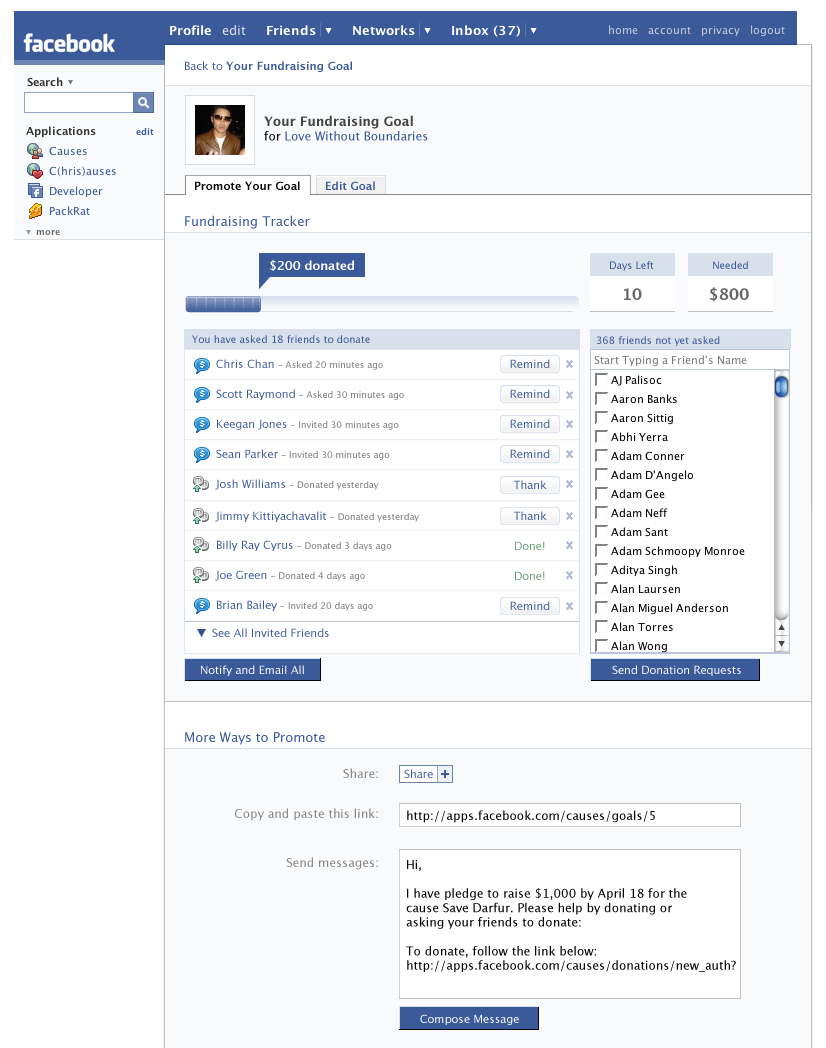 facebook
Profile edit Friends ▼ Networks ▼ Inbox (37) ▼ home account privacy logout
Search ▼
Applications edit
Causes
C(hris)auses
Developer
PackRat
▼ more
Back to Your Fundraising Goal
Your Fundraising Goal
for Love Without Boundaries
Promote Your Goal Edit Goal
Fundraising Tracker
$200 donated
Days Left Needed
10 $800
You have asked 18 friends to donate
Chris Chan – Asked 20 minutes ago Remind x
Scott Raymond – Asked 30 minutes ago Remind x
Keegan Jones – Invited 30 minutes ago Remind x
Sean Parker – Invited 30 minutes ago Remind x
Josh Williams – Donated yesterday Thank x
Jimmy Kittiyachavalit – Donated yesterday Thank x
Billy Ray Cyrus – Donated 3 days ago Done! x
Joe Green – Donated 4 days ago Done! x
Brian Bailey – Invited 20 days ago Remind x
▼ See All Invited Friends
Notify and Email All
368 friends not yet asked
Start Typing a Friend's Name
AJ Palisoc
Aaron Banks
Aaron Sittig
Abhi Yerra
Adam Conner
Adam D'Angelo
Adam Gee
Adam Neff
Adam Sant
Adam Schmoopy Monroe
Aditya Singh
Alan Laursen
Alan Miguel Anderson
Alan Torres
Alan Wong
Send Donation Requests
More Ways to Promote
Share: Share +
Copy and paste this link: http://apps.facebook.com/causes/goals/5
Send messages:
Hi,
I have pledge to raise $1,000 by April 18 for the
cause Save Darfur. Please help by donating or
asking your friends to donate:
To donate, follow the link below:
http://apps.facebook.com/causes/donations/new_auth?
Compose Message